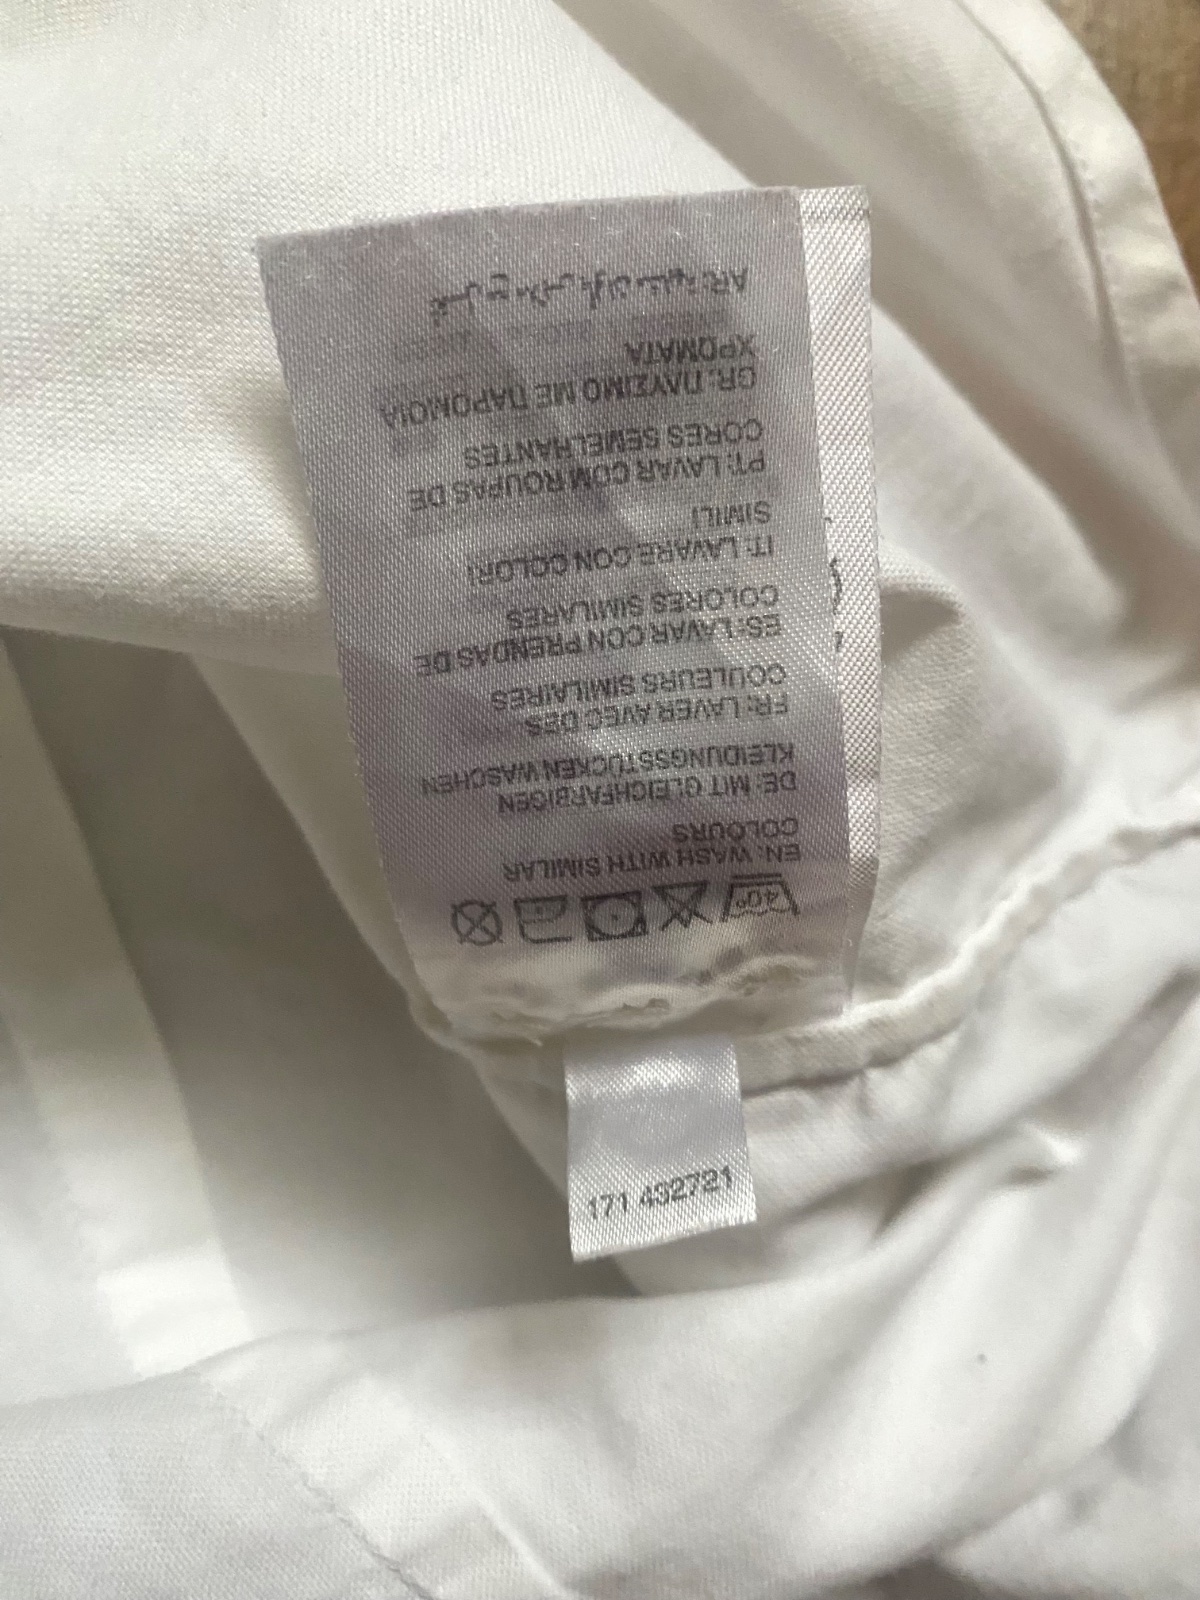 40°
EN: WASH WITH SIMILAR
COLOURS
DE: MIT GLEICHFARBIGEN
KLEIDUNGSSTÜCKEN WASCHEN
FR: LAVER AVEC DES
COULEURS SIMILAIRES
ES: LAVAR CON PRENDAS DE
COLORES SIMILARES
IT: LAVARE CON COLORI
SIMILI
PT: LAVAR COM ROUPAS DE
CORES SEMELHANTES
GR: ΠΛΥΣΙΜΟ ΜΕ ΠΑΡΟΜΟΙΑ
ΧΡΩΜΑΤΑ
AR:
171 432721